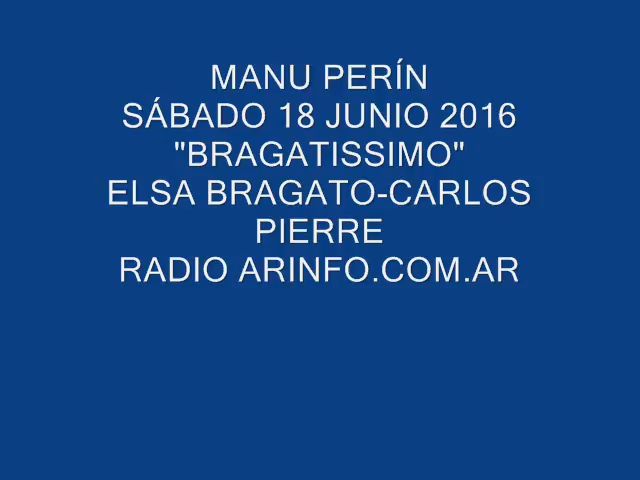 MANU PERÍN
SÁBADO 18 JUNIO 2016
"BRAGATISSIMO"
ELSA BRAGATO-CARLOS
PIERRE
RADIO ARINFO.COM.AR